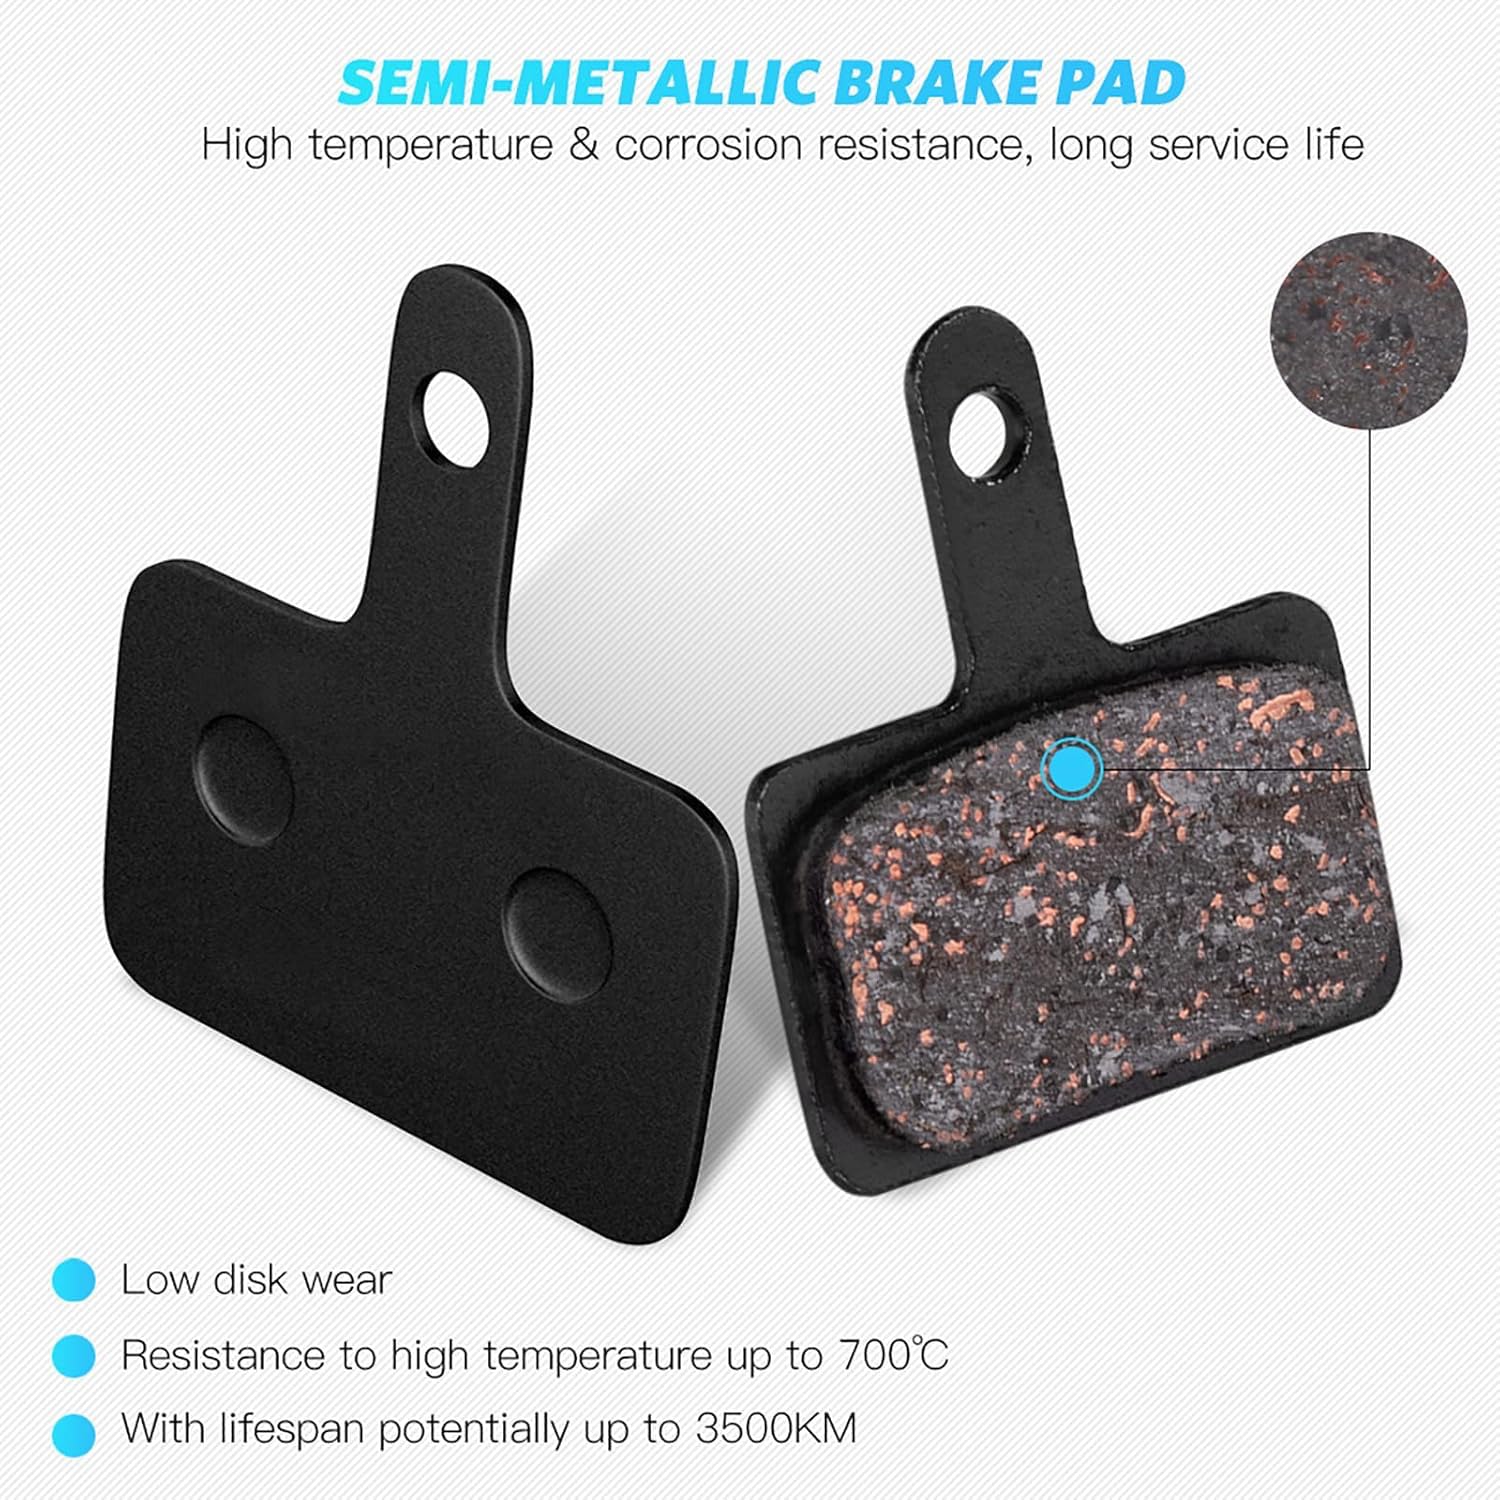 SEMI-METALLIC BRAKE PAD
High temperature & corrosion resistance, long service life
Low disk wear
Resistance to high temperature up to 700℃
With lifespan potentially up to 3500KM